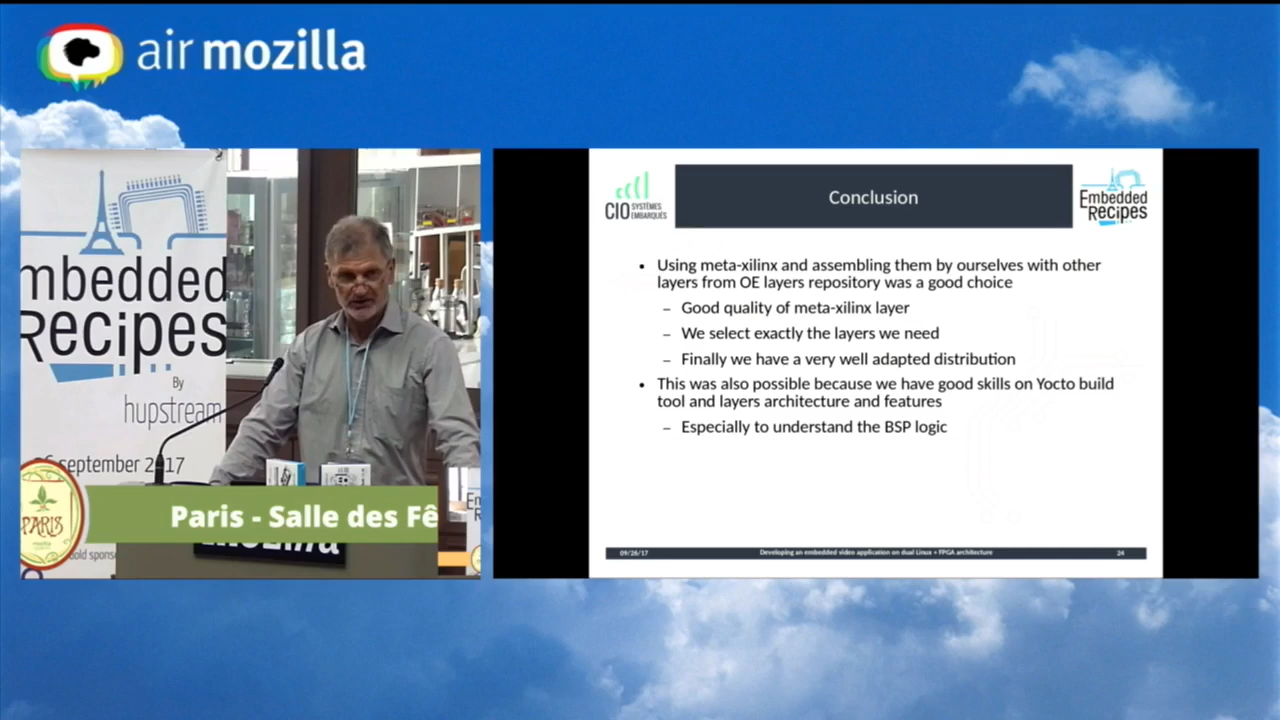 air mozilla
mbedded
Recipes
By
hupstream
september 2017
PARIS
mozilla
Paris - Salle des Fê
old spons
CIO SYSTÈMES
EMBARQUÉS
Conclusion
Embedded
Recipes
• Using meta-xilinx and assembling them by ourselves with other
layers from OE layers repository was a good choice
– Good quality of meta-xilinx layer
– We select exactly the layers we need
– Finally we have a very well adapted distribution
• This was also possible because we have good skills on Yocto build
tool and layers architecture and features
– Especially to understand the BSP logic
09/26/17
Developing an embedded video application on dual Linux + FPGA architecture
24